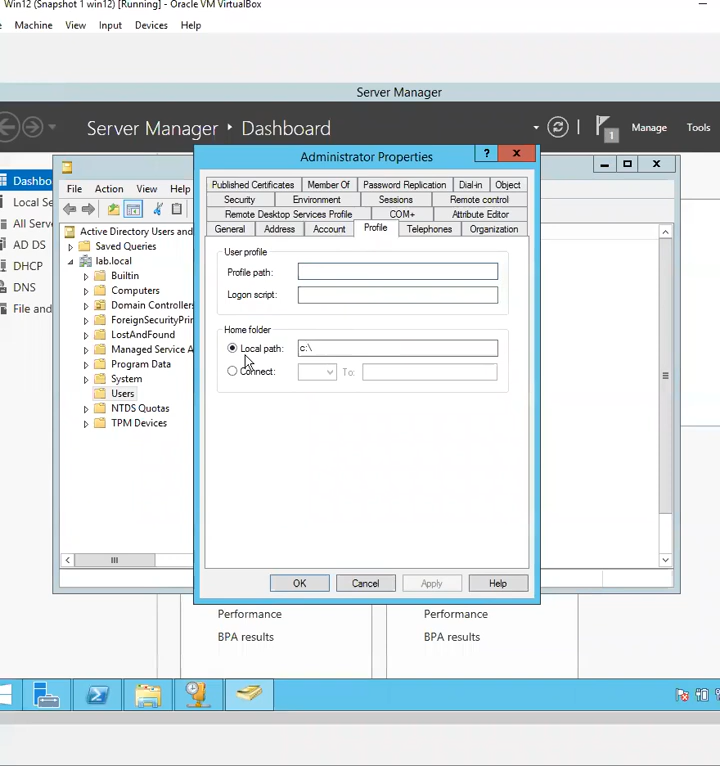 Win12 (Snapshot 1 win12) [Running] - Oracle VM VirtualBox
Machine View Input Devices Help
Server Manager
Server Manager Dashboard
1 Manage Tools
Administrator Properties
?
Dashbo
Local Se
All Serve
AD DS
DHCP
DNS
File and
File Action View Help
Active Directory Users and
Saved Queries
lab.local
Builtin
Computers
Domain Controllers
ForeignSecurityPrin
LostAndFound
Managed Service A
Program Data
System
Users
NTDS Quotas
TPM Devices
Published Certificates Member Of Password Replication Dial-in Object
Security Environment Sessions Remote control
Remote Desktop Services Profile COM+ Attribute Editor
General Address Account Profile Telephones Organization
User profile
Profile path:
Logon script:
Home folder
Local path: c:\
Connect: To:
OK Cancel Apply Help
Performance Performance
BPA results BPA results